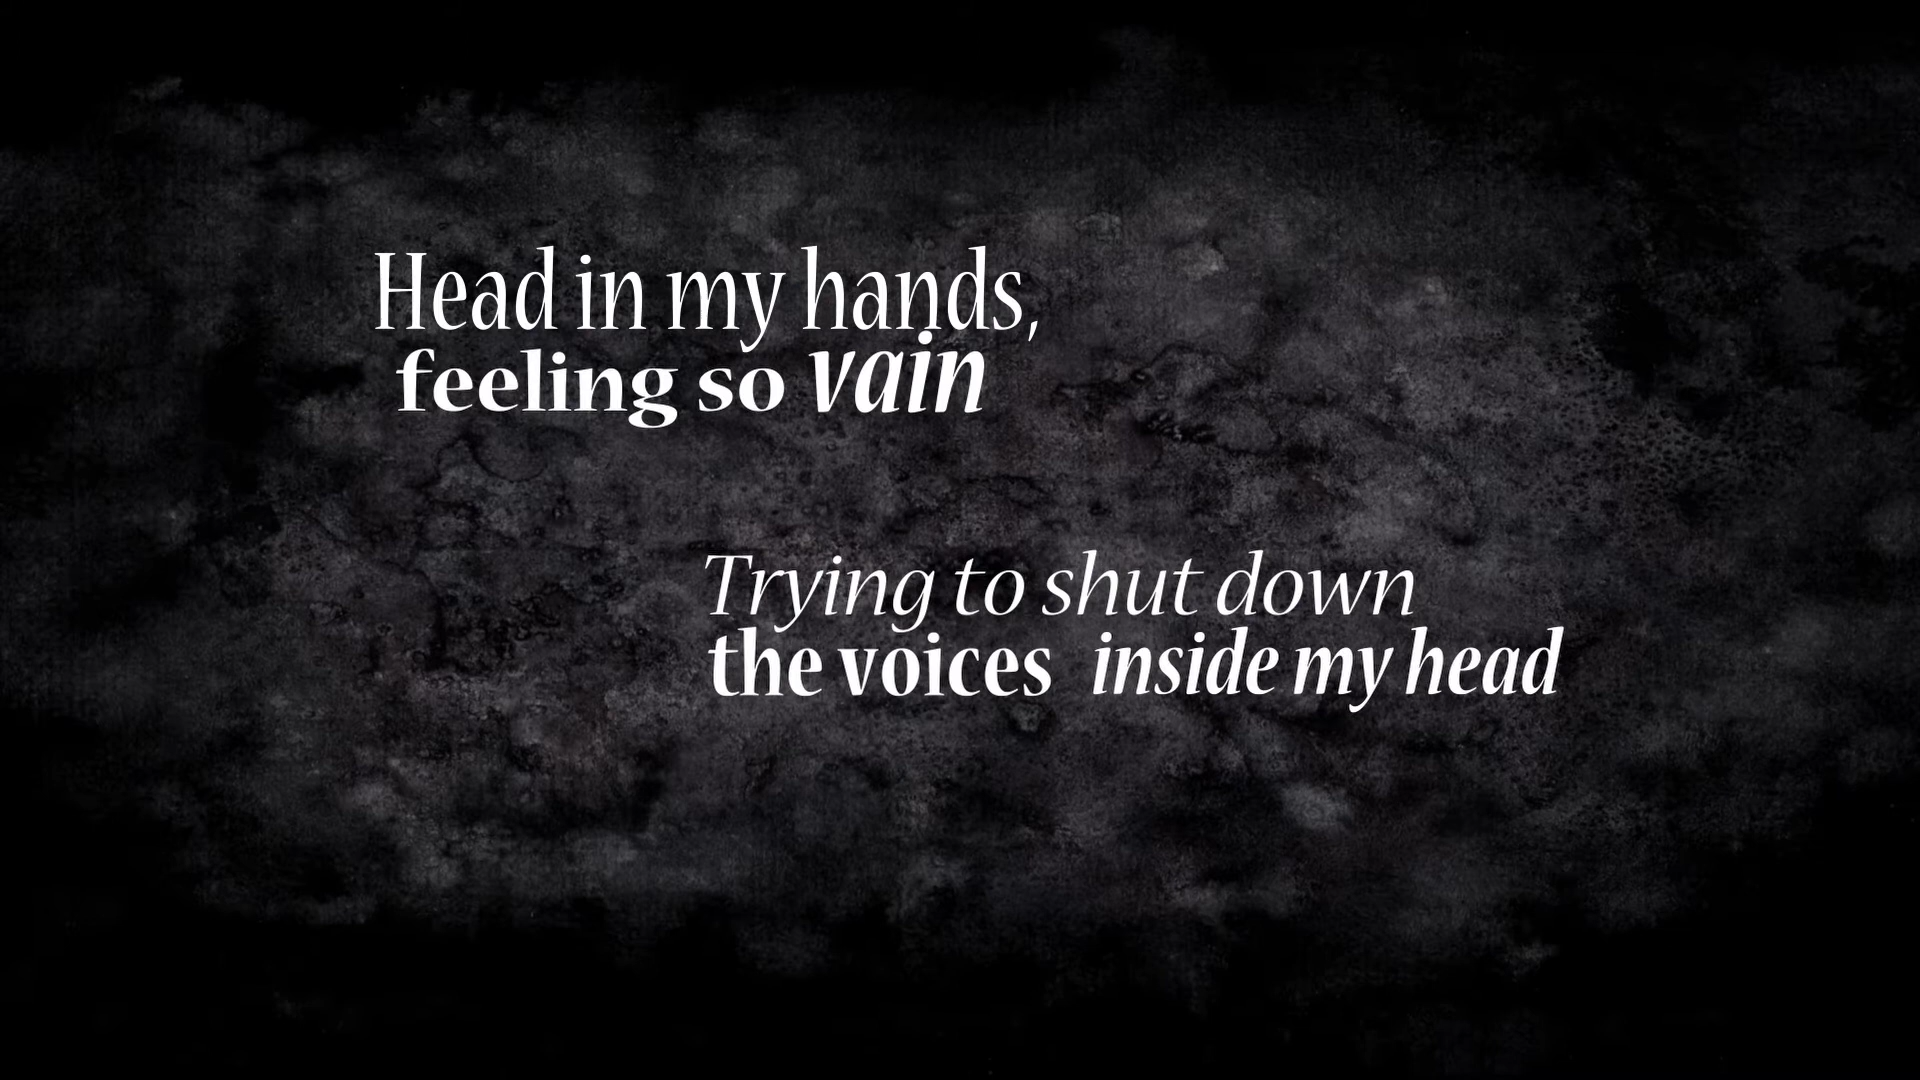 Head in my hands,
feeling so vain
Trying to shut down
the voices inside my head